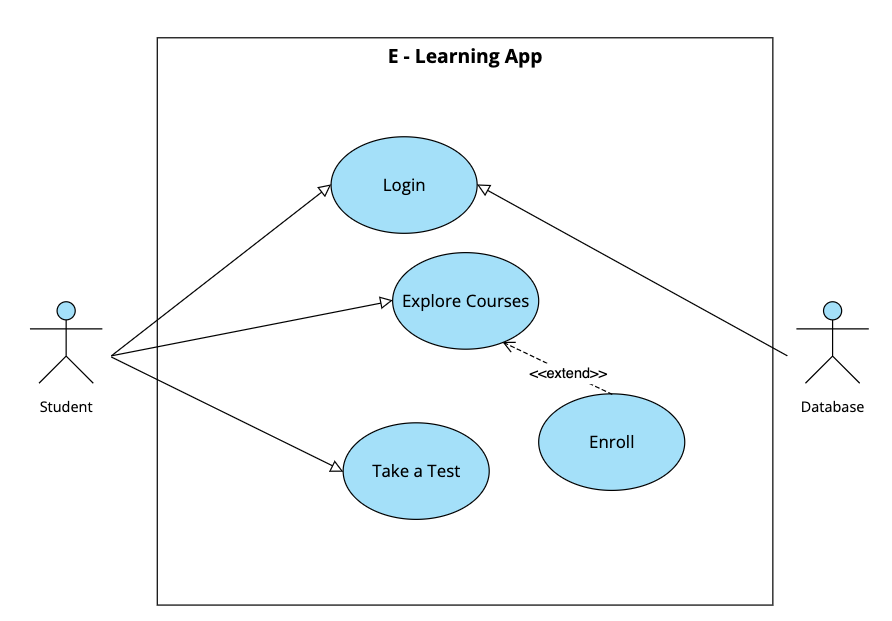 E - Learning App
Login
Explore Courses
<<extend>>
Student
Database
Enroll
Take a Test